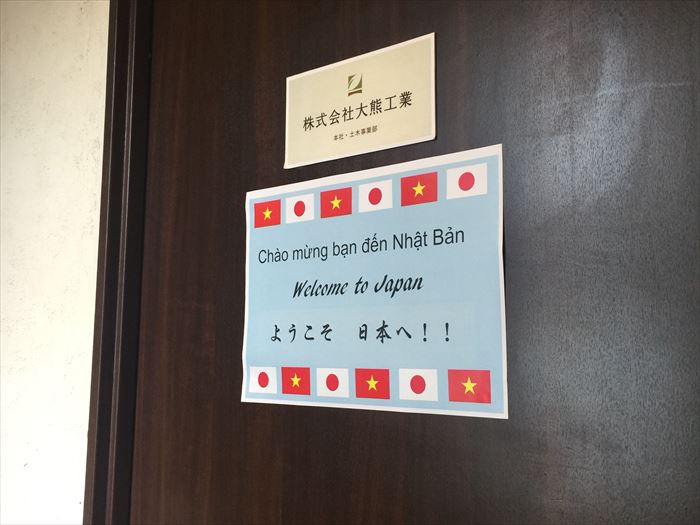 株式会社大熊工業
本社・土木事業部
Chào mừng bạn đến Nhật Bản
Welcome to Japan
ようこそ 日本へ！！